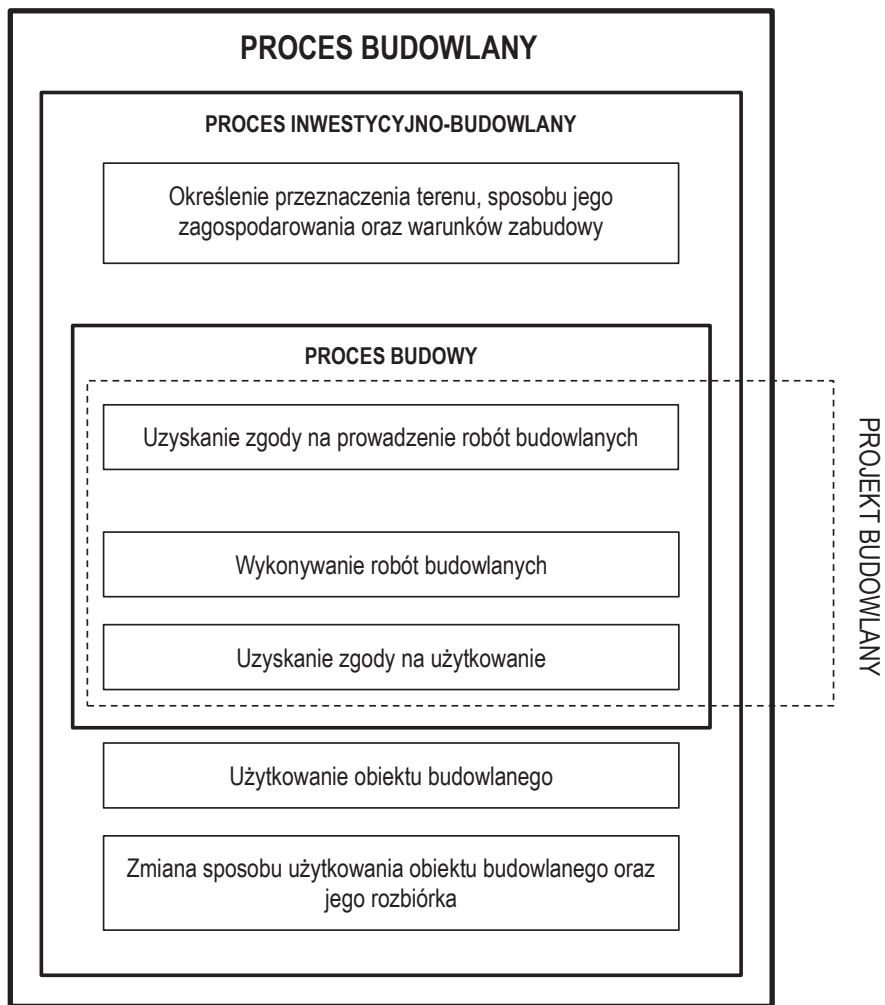 PROCES BUDOWLANY
PROCES INWESTYCYJNO-BUDOWLANY
Określenie przeznaczenia terenu, sposobu jego
zagospodarowania oraz warunków zabudowy
PROCES BUDOWY
Uzyskanie zgody na prowadzenie robót budowlanych
Wykonywanie robót budowlanych
Uzyskanie zgody na użytkowanie
PROJEKT BUDOWLANY
Użytkowanie obiektu budowlanego
Zmiana sposobu użytkowania obiektu budowlanego oraz
jego rozbiórka